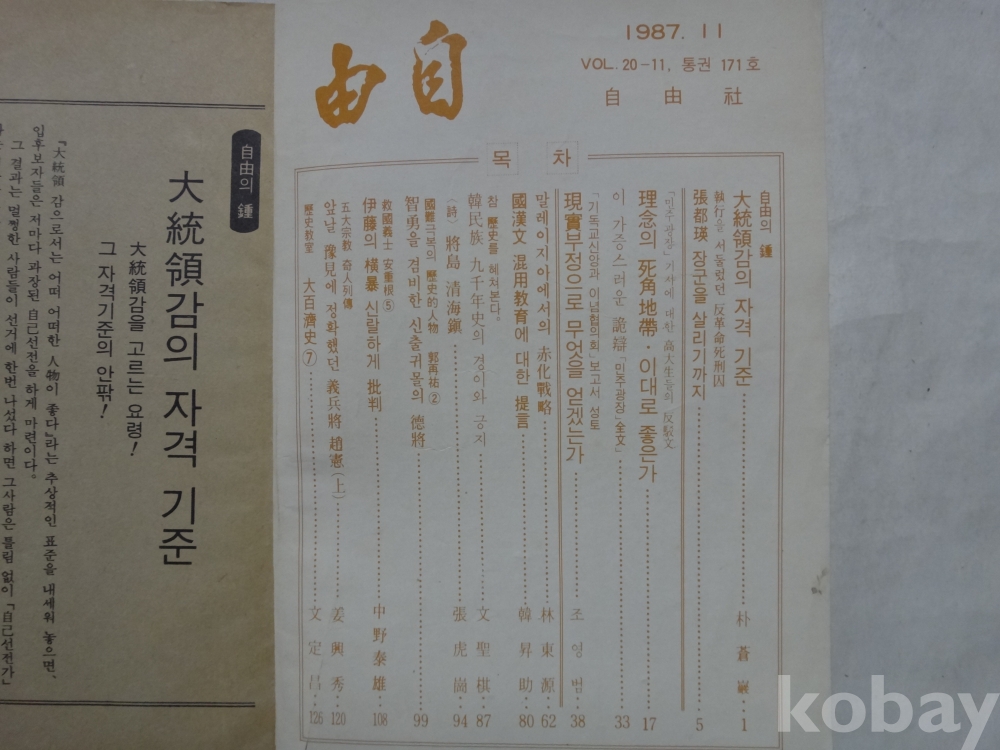 自由
1987. 11
VOL. 20-11, 통권 171호
自由社
목차
自由의 鍾
大統領감의 자격 기준 朴蒼巖 1
執行을 서둘렀던 反革命死刑囚
張都暎 장군을 살리기까지 5
「민주광장」기사에 대한 高大生들의 反駁文
理念의 死角地帶·이대로 좋은가 17
이 가증스러운 詭辯「민주광장」全文 33
「기독교신앙과 이념협의회」보고서 성토
現實부정으로 무엇을 얻겠는가 조영범 38
말레이지아에서의 赤化戰略 林東源 62
國漢文 混用敎育에 대한 提言 韓昇助 80
참 歷史를 헤쳐본다.
韓民族 九千年史의 경이와 긍지 文聖棋 87
〈詩〉 將島 淸海鎭 張虎崗 94
國難극복의 歷史的人物 郭再祐②
智勇을 겸비한 신출귀몰의 德將 99
救國義士 安重根⑤
伊藤의 橫暴 신랄하게 批判 中野泰雄 108
五大宗敎 奇人列傳
앞날 豫見에 정확했던 義兵將 趙憲(上) 姜興秀 120
歷史敎室 大百濟史⑦ 文定昌 126
自由의 鍾
大統領감의 자격 기준
大統領감을 고르는 요령!
그 자격기준의 안팎!
『大統領 감으로서는 어떠 어떠한 人物이 좋다』라는 추상적인 표준을 내세워 놓으면,
입후보자들은 저마다 과장된 自己선전을 하게 마련이다.
그 결과는 멀쩡한 사람들이 선거에 한번 나섰다 하면 그사람은 틀림 없이 「自己선전가」
kobay